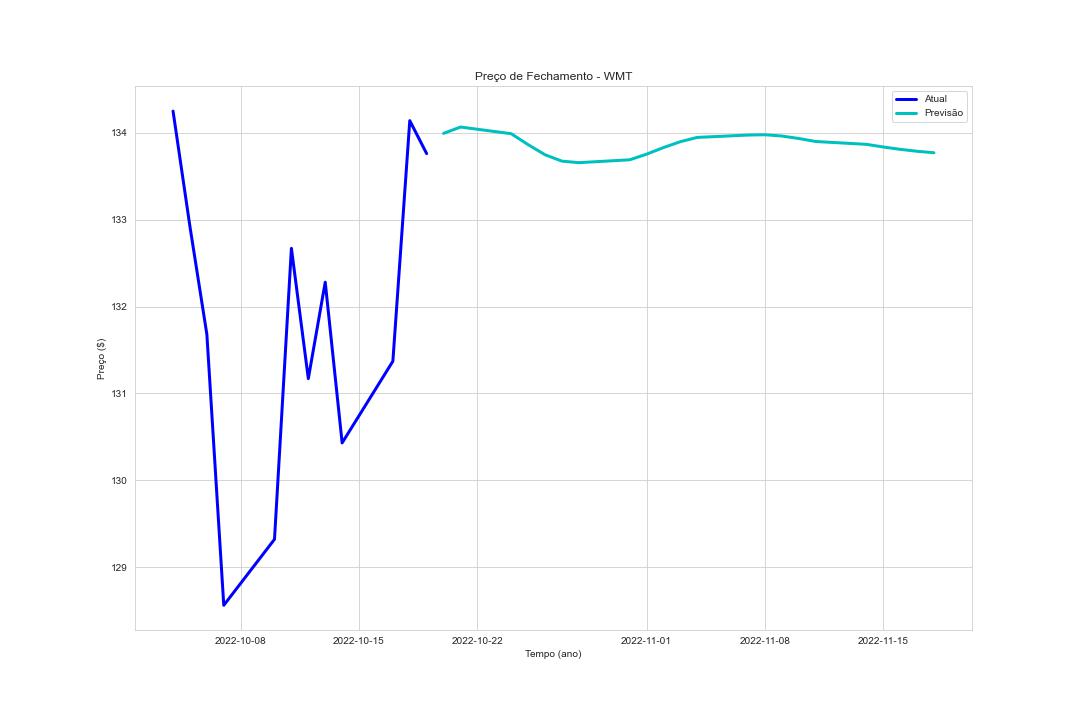 Preço de Fechamento - WMT
Atual
Previsão
134
133
132
131
130
129
Preço ($)
2022-10-08 2022-10-15 2022-10-22 2022-11-01 2022-11-08 2022-11-15
Tempo (ano)